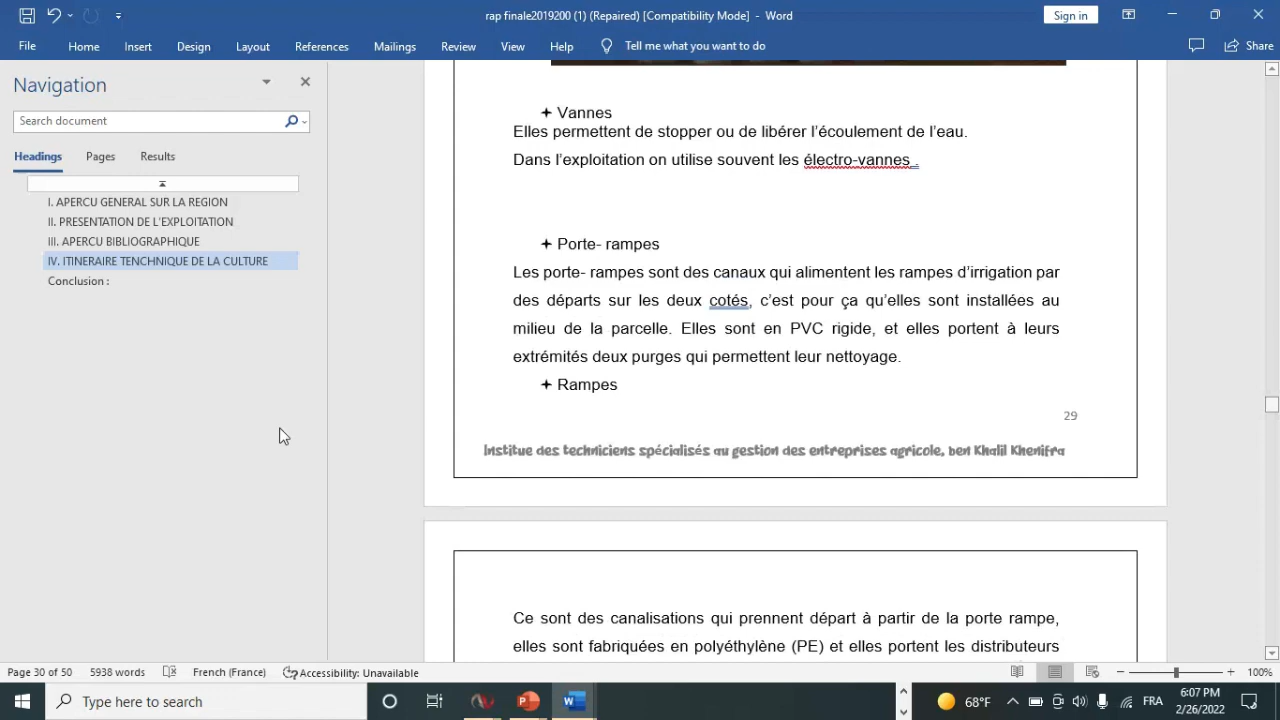 rap finale2019200 (1) (Repaired) [Compatibility Mode] - Word
Sign in
File Home Insert Design Layout References Mailings Review View Help Tell me what you want to do Share
Navigation
Search document
Headings Pages Results
I. APERCU GENERAL SUR LA REGION
II. PRESENTATION DE L'EXPLOITATION
III. APERCU BIBLIOGRAPHIQUE
IV. ITINERAIRE TENCHNIQUE DE LA CULTURE
Conclusion :
Vannes
Elles permettent de stopper ou de libérer l'écoulement de l'eau.
Dans l'exploitation on utilise souvent les électro-vannes .
Porte- rampes
Les porte- rampes sont des canaux qui alimentent les rampes d'irrigation par
des départs sur les deux cotés, c'est pour ça qu'elles sont installées au
milieu de la parcelle. Elles sont en PVC rigide, et elles portent à leurs
extrémités deux purges qui permettent leur nettoyage.
Rampes
29
Institue des techniciens spécialisés au gestion des entreprises agricole, ben Khalil Khenifra
Ce sont des canalisations qui prennent départ à partir de la porte rampe,
elles sont fabriquées en polyéthylène (PE) et elles portent les distributeurs
Page 30 of 50 5938 words French (France) Accessibility: Unavailable 100%
Type here to search
68°F FRA
6:07 PM
2/26/2022